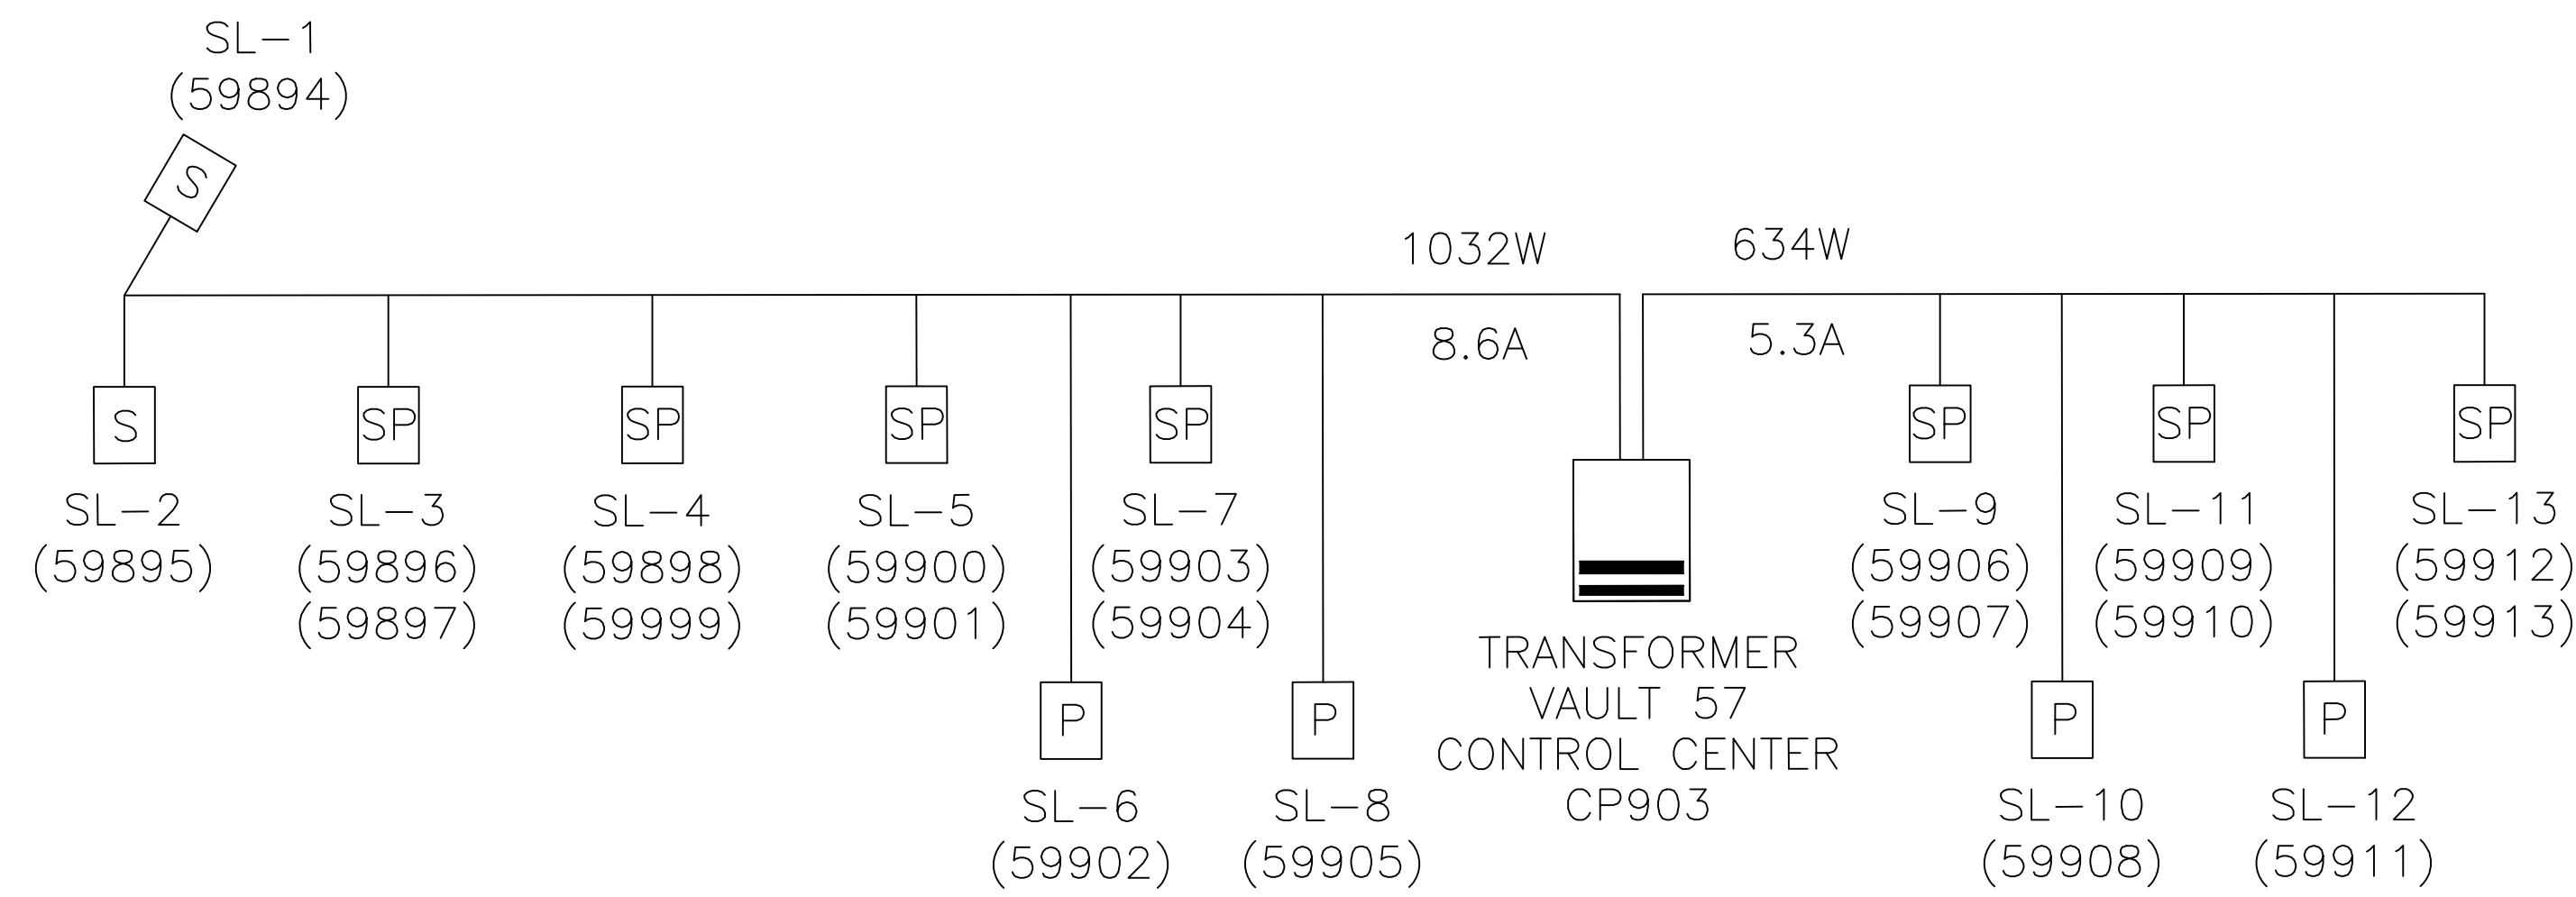 SL-1
(59894)
S
1032W
634W
8.6A
5.3A
S
SP
SP
SP
SP
SP
SP
SP
SL-2
(59895)
SL-3
(59896)
(59897)
SL-4
(59898)
(59999)
SL-5
(59900)
(59901)
SL-7
(59903)
(59904)
SL-9
(59906)
(59907)
SL-11
(59909)
(59910)
SL-13
(59912)
(59913)
TRANSFORMER
VAULT 57
CONTROL CENTER
CP903
P
P
P
P
SL-6
(59902)
SL-8
(59905)
SL-10
(59908)
SL-12
(59911)